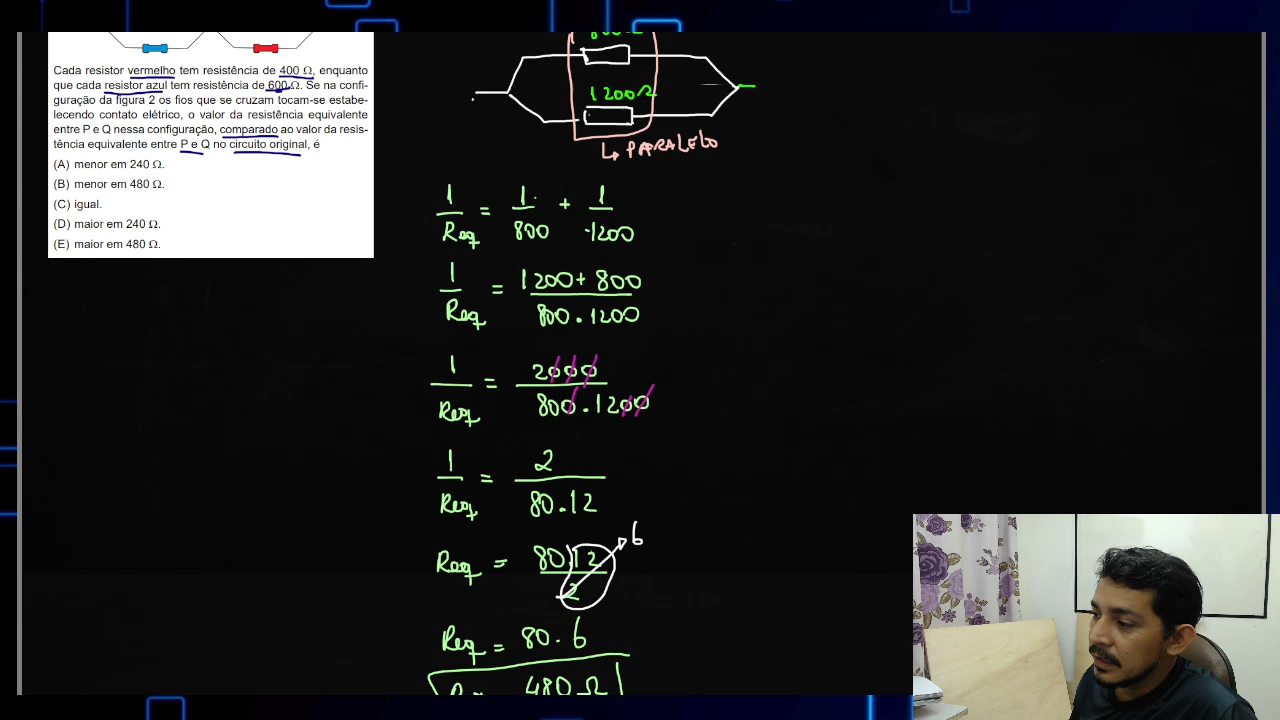 Cada resistor vermelho tem resistência de 400 Ω, enquanto
que cada resistor azul tem resistência de 600 Ω. Se na confi-
guração da figura 2 os fios que se cruzam tocam-se estabe-
lecendo contato elétrico, o valor da resistência equivalente
entre P e Q nessa configuração, comparado ao valor da resis-
tência equivalente entre P e Q no circuito original, é
(A) menor em 240 Ω.
(B) menor em 480 Ω.
(C) igual.
(D) maior em 240 Ω.
(E) maior em 480 Ω.
800 Ω
1200 Ω
↳ PARALELO
1/Req = 1/800 + 1/1200
1/Req = 1200 + 800/800 . 1200
1/Req = 2000/800 . 1200
1/Req = 2/80 . 12
Req = 80 . 12/2 6
Req = 80 . 6
480 Ω